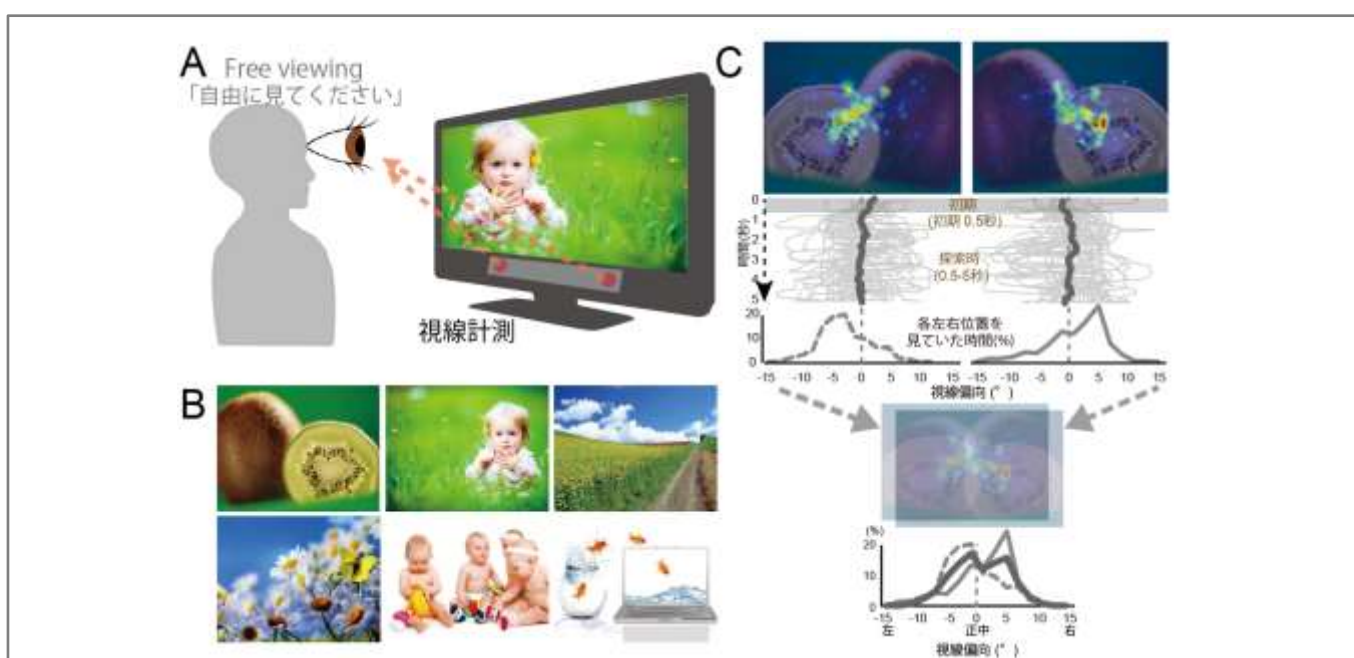 A
Free viewing
「自由に見てください」
視線計測
B
C
0
1
2
3
4
5
時間(秒)
初期
(初期 0.5秒)
探索時
(0.5-5秒)
20
10
0
各左右位置を
見ていた時間(%)
-15 -10 -5 0 5 10 15
-15 -10 -5 0 5 10 15
視線偏向 (°)
(%)
20
10
0
-15 -10 -5 0 5 10 15
左 正中 右
視線偏向 (°)